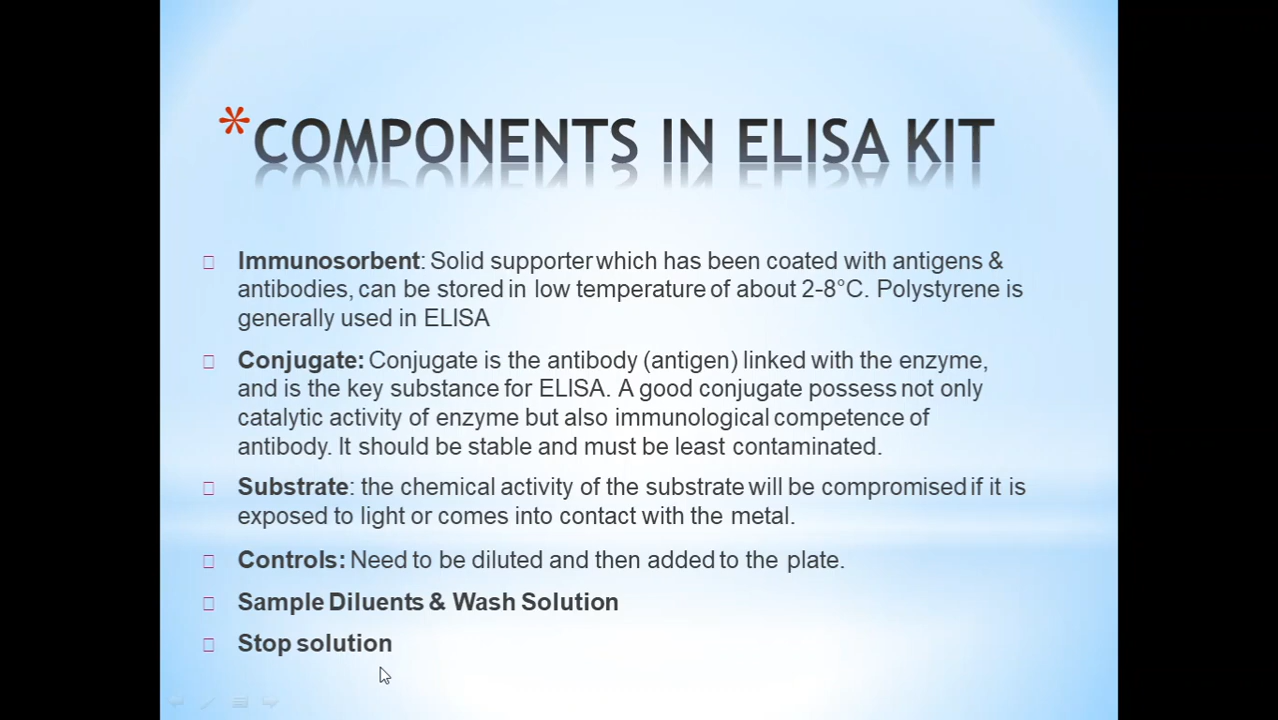 *COMPONENTS IN ELISA KIT
Immunosorbent: Solid supporter which has been coated with antigens &
antibodies, can be stored in low temperature of about 2-8°C. Polystyrene is
generally used in ELISA
Conjugate: Conjugate is the antibody (antigen) linked with the enzyme,
and is the key substance for ELISA. A good conjugate possess not only
catalytic activity of enzyme but also immunological competence of
antibody. It should be stable and must be least contaminated.
Substrate: the chemical activity of the substrate will be compromised if it is
exposed to light or comes into contact with the metal.
Controls: Need to be diluted and then added to the plate.
Sample Diluents & Wash Solution
Stop solution